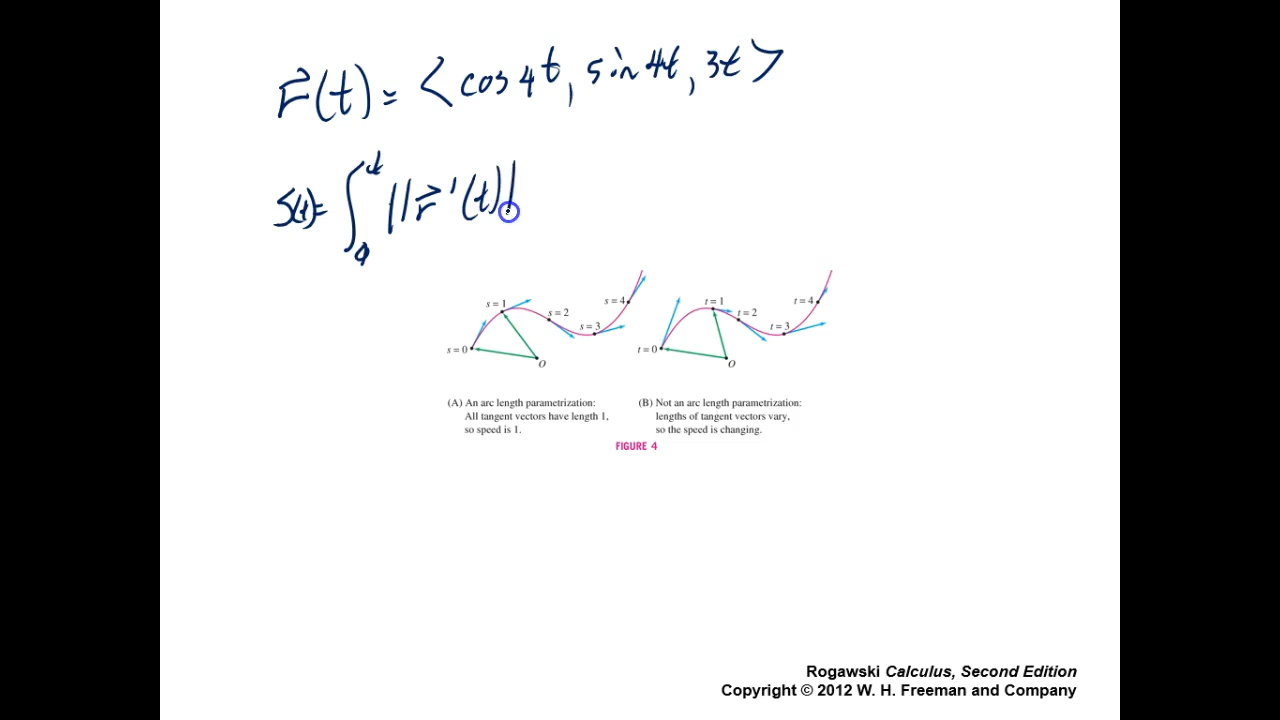 r⃗(t) = < cos 4t, sin 4t, 3t >
S(t) = ∫₀ᵗ ||r⃗'(t)|
s = 0 s = 1 s = 2 s = 3 s = 4 O
t = 0 t = 1 t = 2 t = 3 t = 4 O
(A) An arc length parametrization:
All tangent vectors have length 1,
so speed is 1.
(B) Not an arc length parametrization:
lengths of tangent vectors vary,
so the speed is changing.
FIGURE 4
Rogawski Calculus, Second Edition
Copyright © 2012 W. H. Freeman and Company